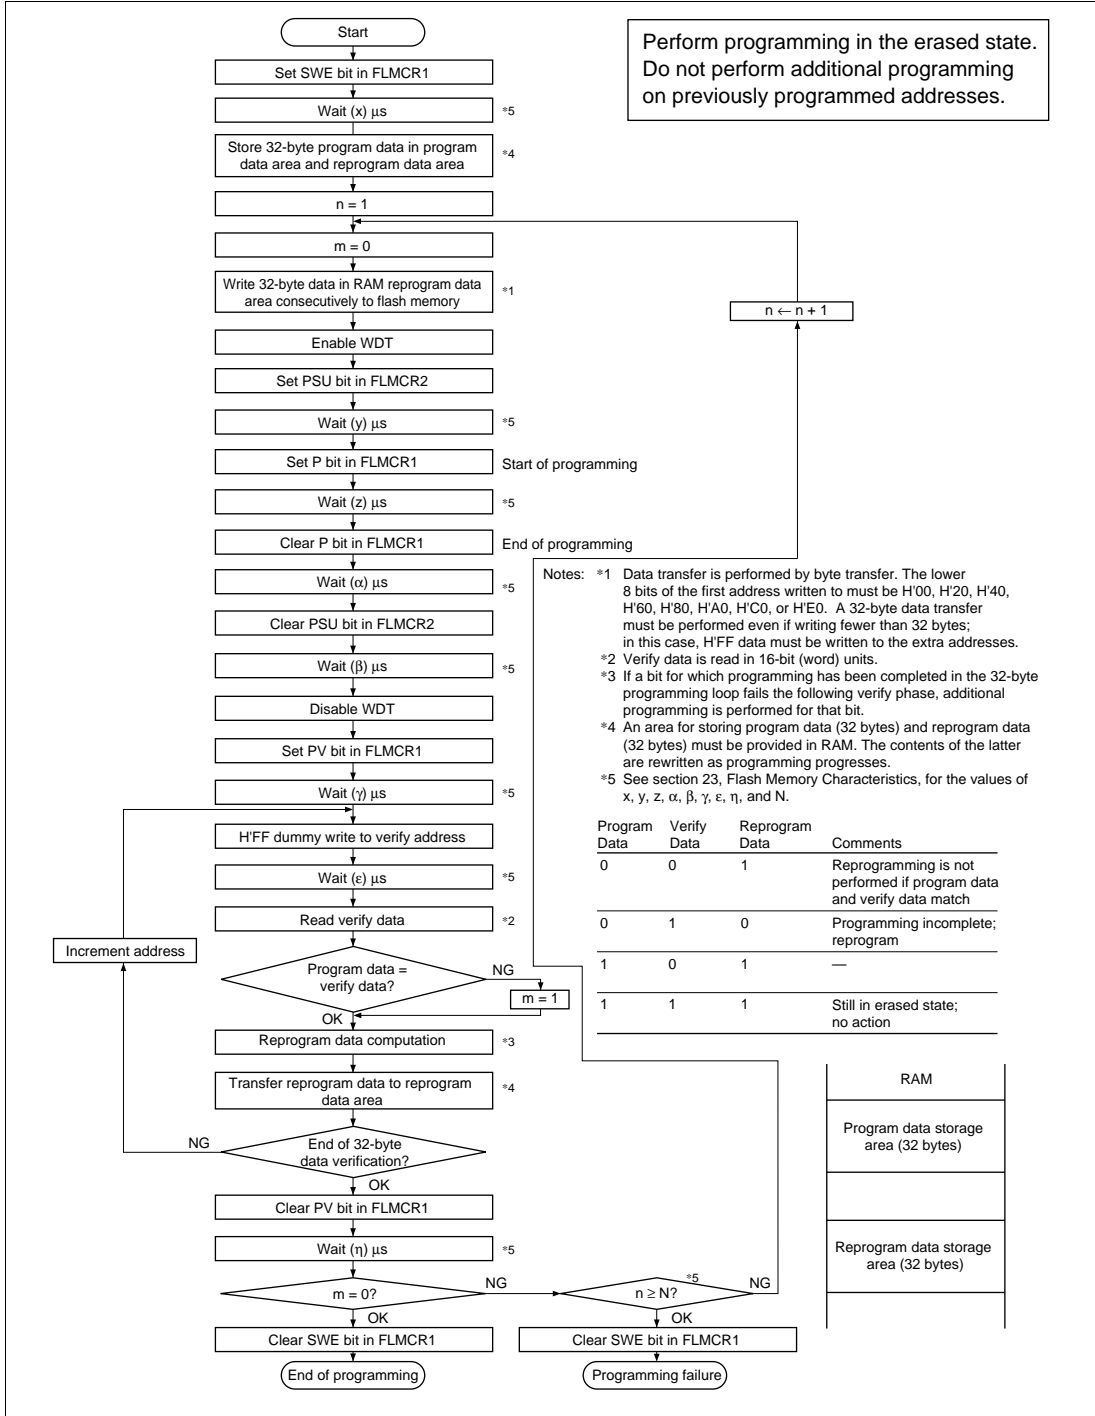 Start
Perform programming in the erased state.
Do not perform additional programming
on previously programmed addresses.
Set SWE bit in FLMCR1
Wait (x) μs
*5
Store 32-byte program data in program
data area and reprogram data area
*4
n = 1
m = 0
Write 32-byte data in RAM reprogram data
area consecutively to flash memory
*1
n ← n + 1
Enable WDT
Set PSU bit in FLMCR2
Wait (y) μs
*5
Set P bit in FLMCR1
Start of programming
Wait (z) μs
*5
Clear P bit in FLMCR1
End of programming
Wait (α) μs
*5
Clear PSU bit in FLMCR2
Wait (β) μs
*5
Disable WDT
Set PV bit in FLMCR1
Wait (γ) μs
*5
H'FF dummy write to verify address
Wait (ε) μs
*5
Read verify data
*2
Increment address
Program data =
verify data?
NG
m = 1
OK
Reprogram data computation
*3
Transfer reprogram data to reprogram
data area
*4
NG
End of 32-byte
data verification?
OK
Clear PV bit in FLMCR1
Wait (η) μs
*5
m = 0?
NG
OK
n ≥ N?
*5
NG
OK
Clear SWE bit in FLMCR1
Clear SWE bit in FLMCR1
End of programming
Programming failure
Notes: *1 Data transfer is performed by byte transfer. The lower
8 bits of the first address written to must be H'00, H'20, H'40,
H'60, H'80, H'A0, H'C0, or H'E0. A 32-byte data transfer
must be performed even if writing fewer than 32 bytes;
in this case, H'FF data must be written to the extra addresses.
*2 Verify data is read in 16-bit (word) units.
*3 If a bit for which programming has been completed in the 32-byte
programming loop fails the following verify phase, additional
programming is performed for that bit.
*4 An area for storing program data (32 bytes) and reprogram data
(32 bytes) must be provided in RAM. The contents of the latter
are rewritten as programming progresses.
*5 See section 23, Flash Memory Characteristics, for the values of
x, y, z, α, β, γ, ε, η, and N.
Program Verify Reprogram
Data Data Data Comments
0 0 1 Reprogramming is not
performed if program data
and verify data match
0 1 0 Programming incomplete;
reprogram
1 0 1 —
1 1 1 Still in erased state;
no action
RAM
Program data storage
area (32 bytes)
Reprogram data storage
area (32 bytes)